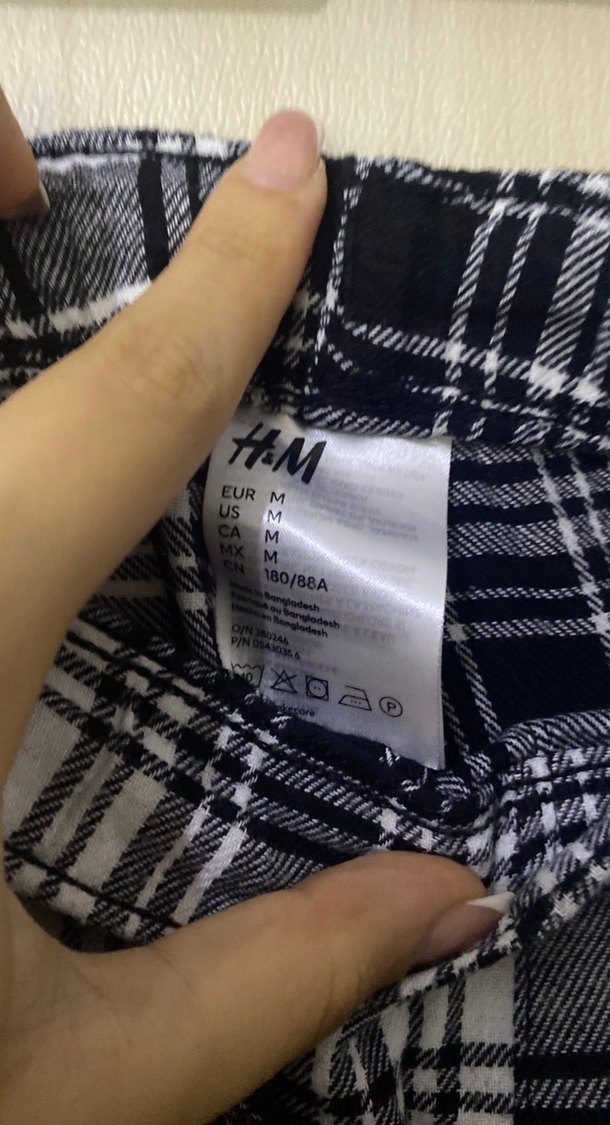 H&M
EUR M
US M
CA M
MX M
CN 180/88A
Made in Bangladesh
Fabriqué au Bangladesh
Hecho en Bangladesh
O/N 380246
P/N 0543035 6
40
P